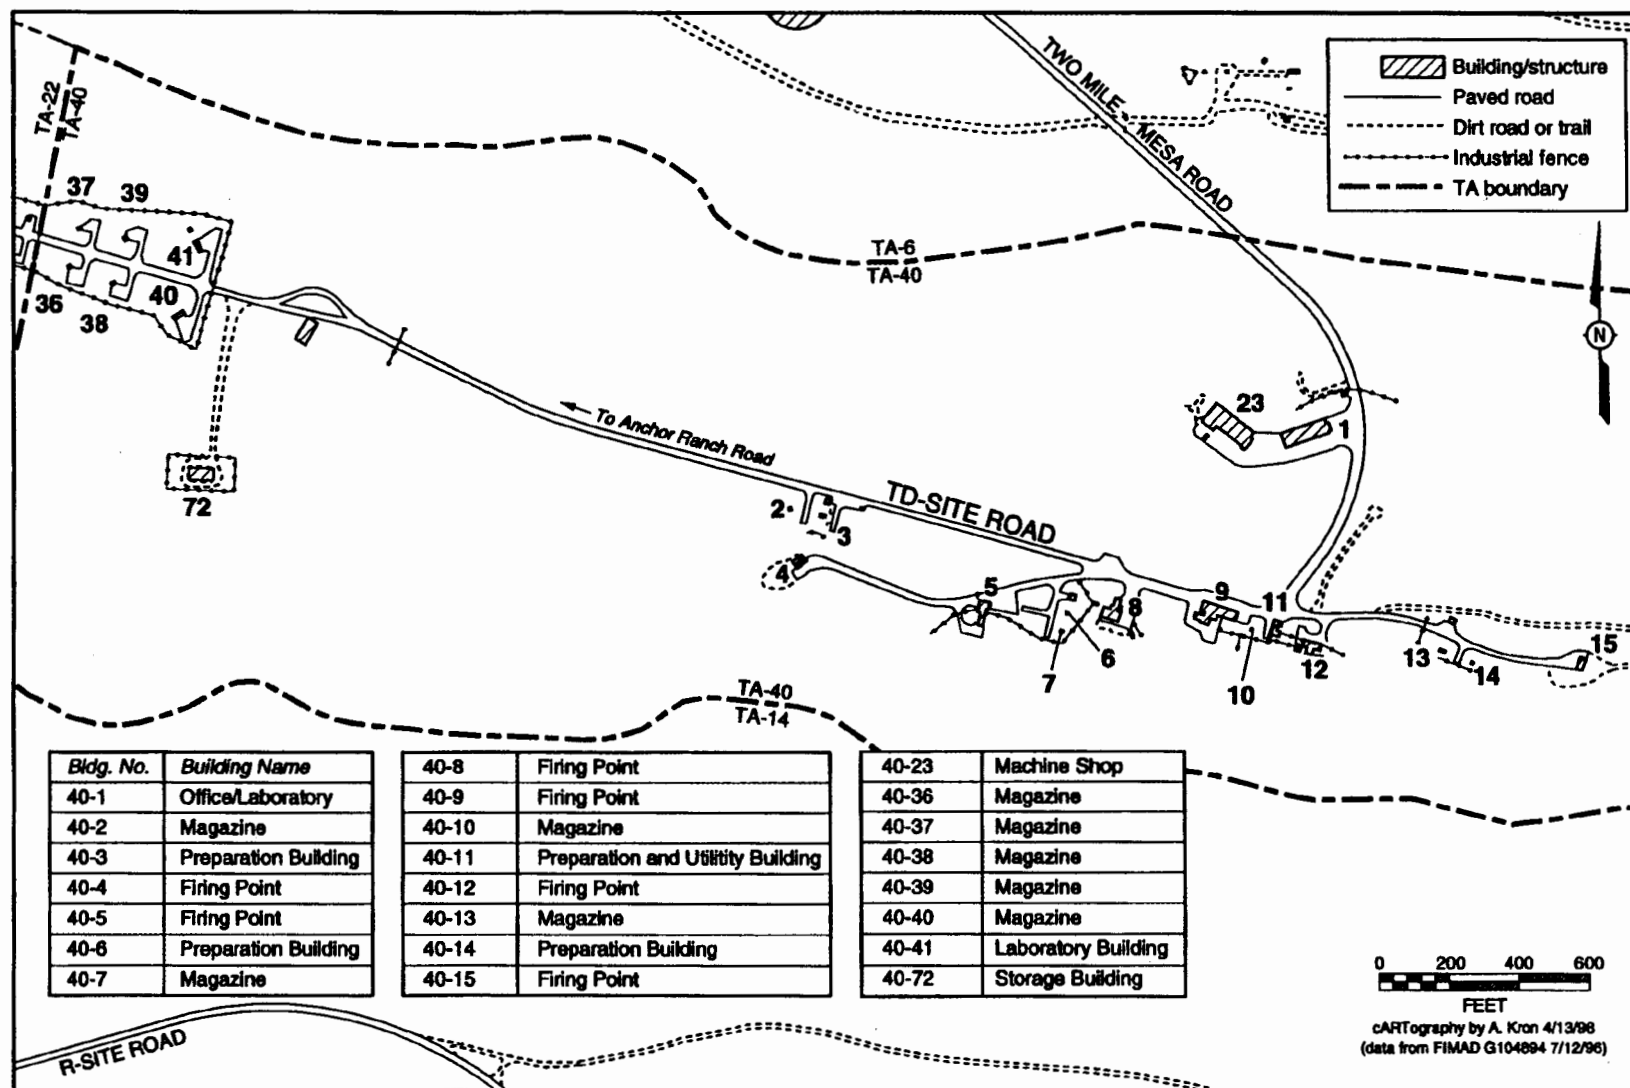 TWO MILE MESA ROAD
Building/structure
Paved road
Dirt road or trail
Industrial fence
TA boundary
TA-22
TA-40
37
39
41
40
36
38
72
TA-6
TA-40
N
23
1
To Anchor Ranch Road
TD-SITE ROAD
2
3
4
5
6
7
8
9
10
11
12
13
14
15
TA-40
TA-14
Bldg. No. Building Name
40-1 Office/Laboratory
40-2 Magazine
40-3 Preparation Building
40-4 Firing Point
40-5 Firing Point
40-6 Preparation Building
40-7 Magazine
40-8 Firing Point
40-9 Firing Point
40-10 Magazine
40-11 Preparation and Utilitity Building
40-12 Firing Point
40-13 Magazine
40-14 Preparation Building
40-15 Firing Point
40-23 Machine Shop
40-36 Magazine
40-37 Magazine
40-38 Magazine
40-39 Magazine
40-40 Magazine
40-41 Laboratory Building
40-72 Storage Building
0 200 400 600
FEET
cARTography by A. Kron 4/13/98
(data from FIMAD G104894 7/12/96)
R-SITE ROAD